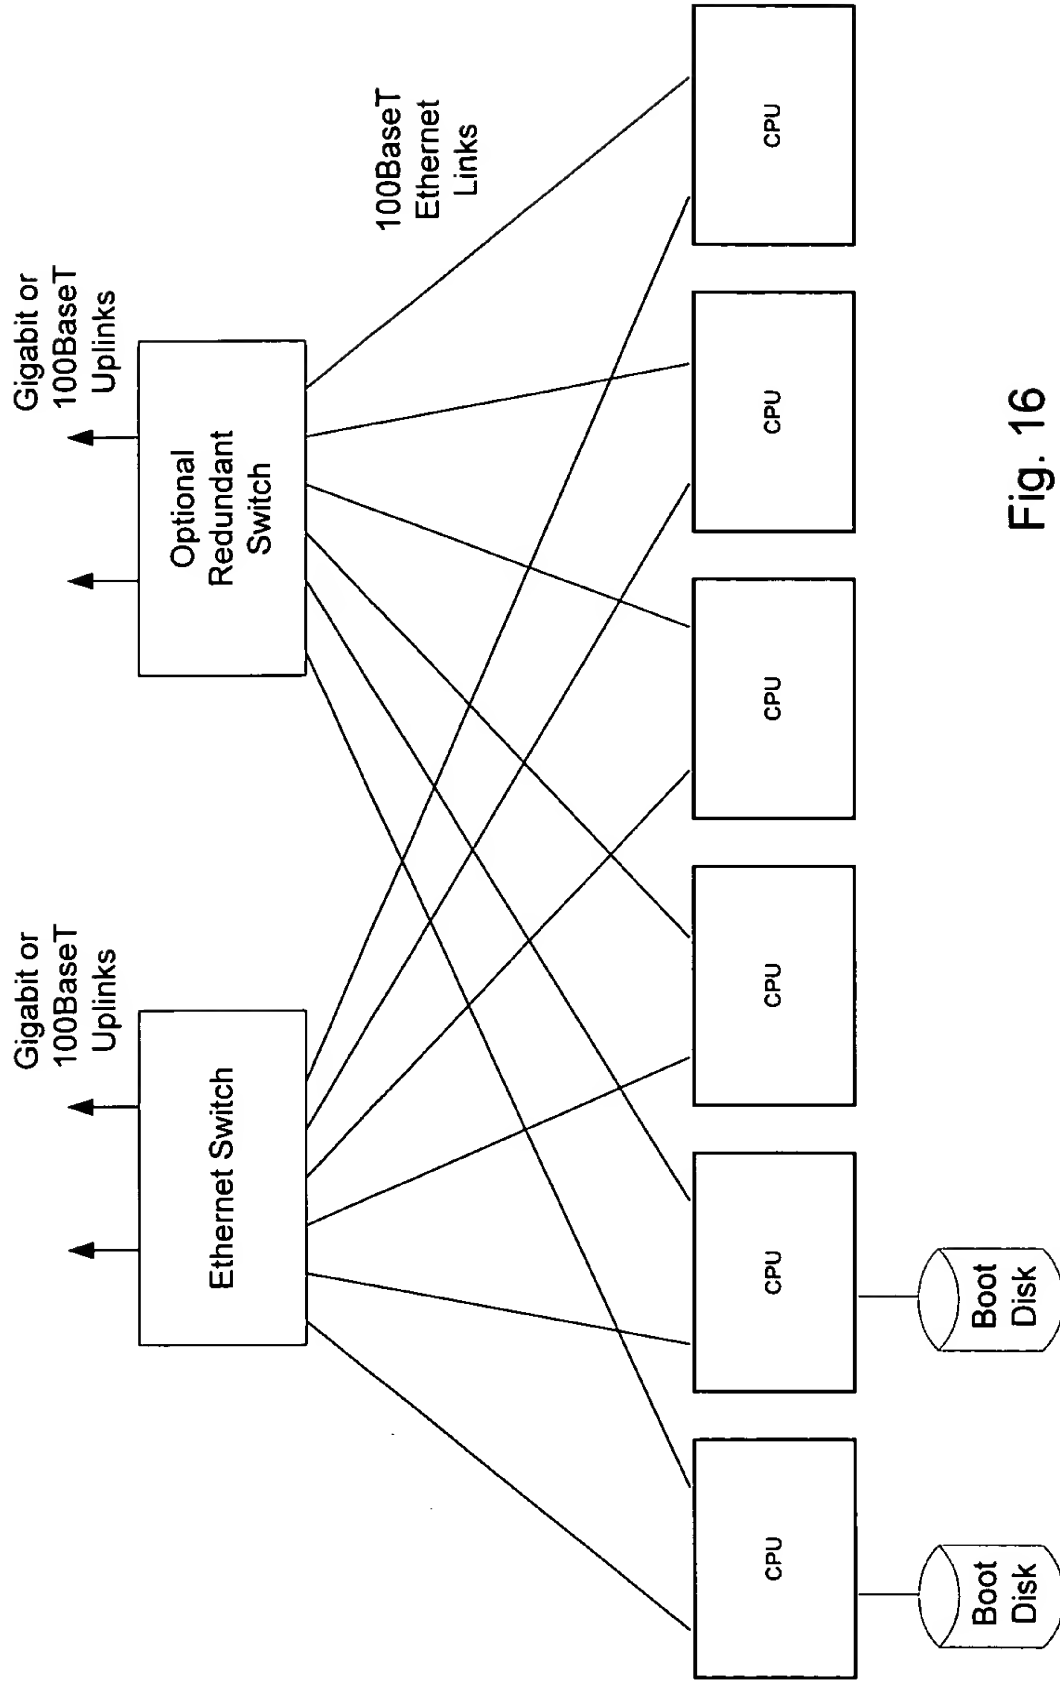 Gigabit or
100BaseT
Uplinks
Gigabit or
100BaseT
Uplinks
Ethernet Switch
Optional
Redundant
Switch
100BaseT
Ethernet
Links
CPU
CPU
CPU
CPU
CPU
CPU
Boot
Disk
Boot
Disk
Fig. 16